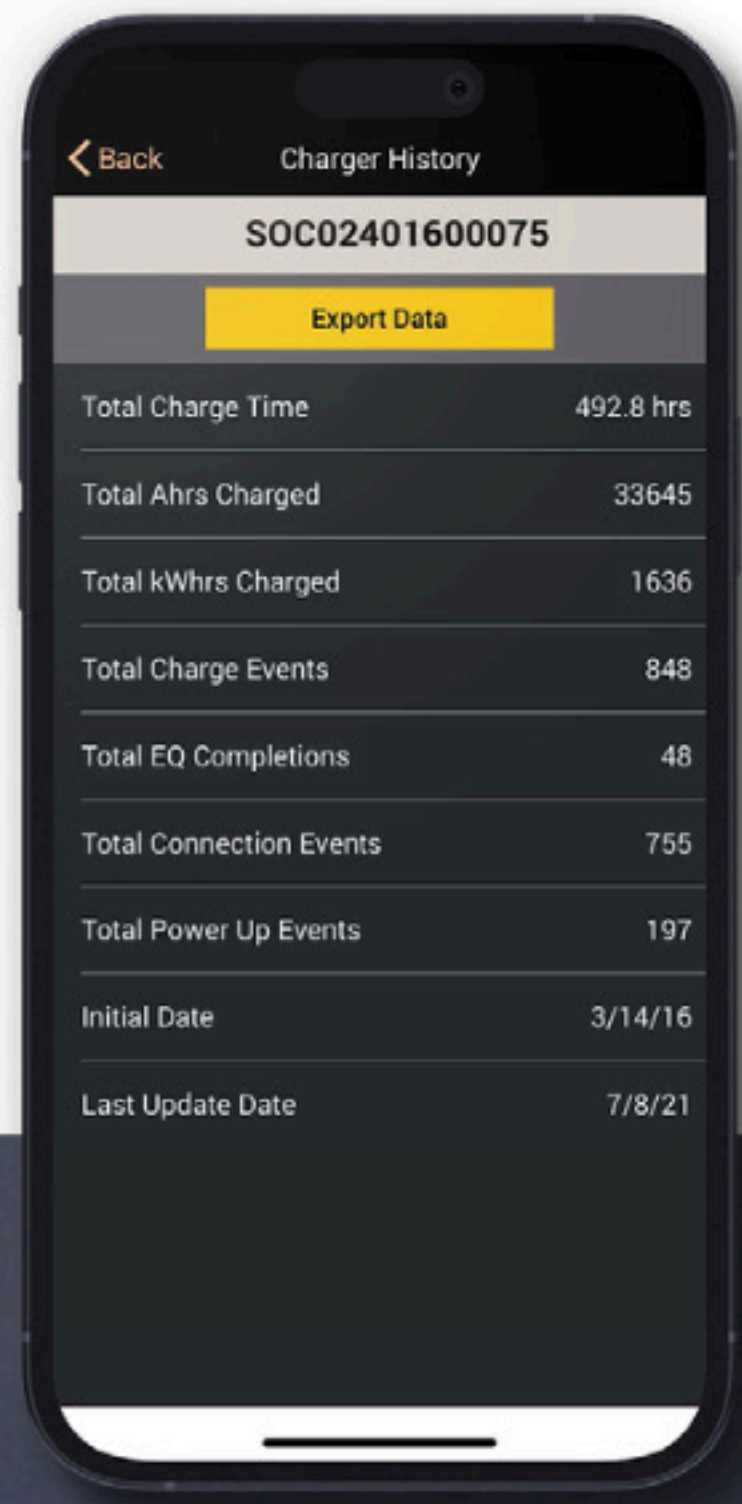 Back Charger History
SOC02401600075
Export Data
Total Charge Time 492.8 hrs
Total Ahrs Charged 33645
Total kWhrs Charged 1636
Total Charge Events 848
Total EQ Completions 48
Total Connection Events 755
Total Power Up Events 197
Initial Date 3/14/16
Last Update Date 7/8/21